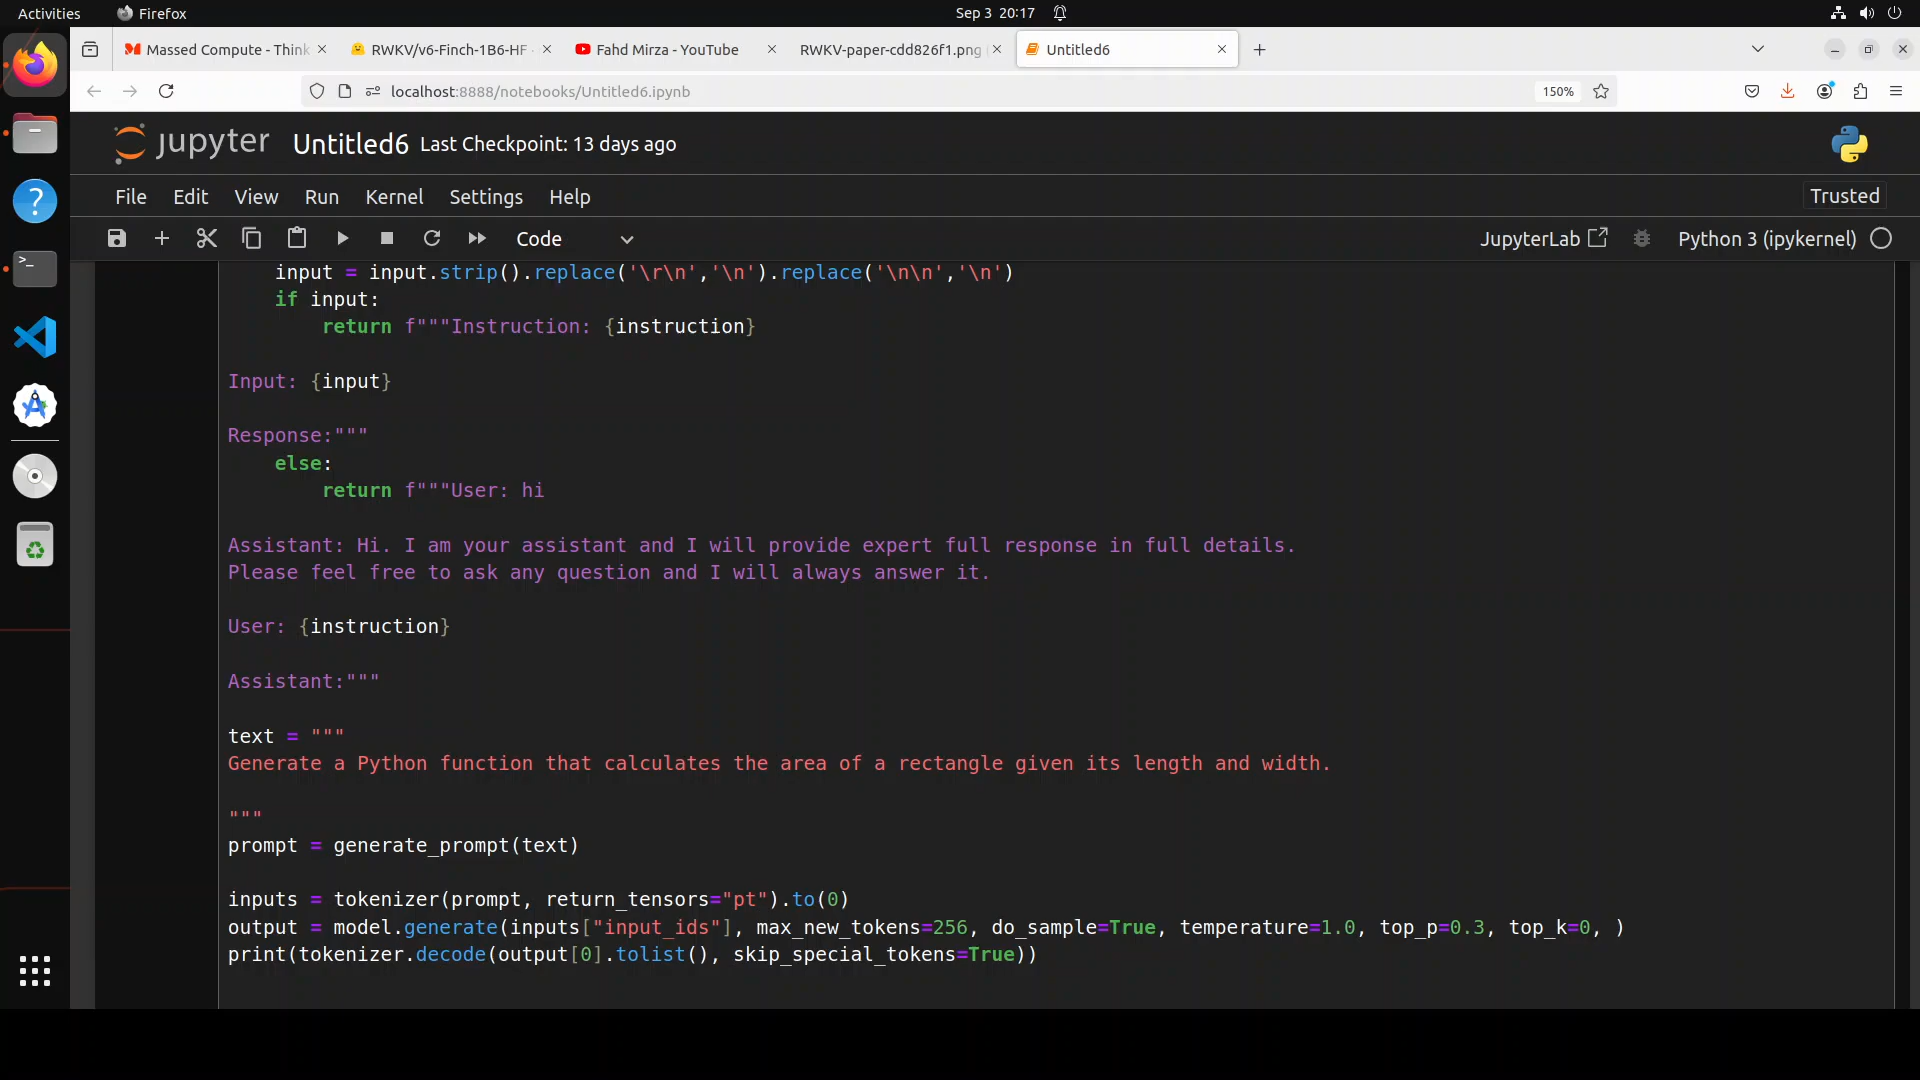 Activities
Firefox
Sep 3 20:17
Massed Compute - Think
RWKV/v6-Finch-1B6-HF
Fahd Mirza - YouTube
RWKV-paper-cdd826f1.png
Untitled6
localhost:8888/notebooks/Untitled6.ipynb
150%
jupyter
Untitled6
Last Checkpoint: 13 days ago
File
Edit
View
Run
Kernel
Settings
Help
Trusted
Code
JupyterLab
Python 3 (ipykernel)
input = input.strip().replace('\r\n','\n').replace('\n\n','\n')
if input:
return f"""Instruction: {instruction}
Input: {input}
Response:"""
else:
return f"""User: hi
Assistant: Hi. I am your assistant and I will provide expert full response in full details.
Please feel free to ask any question and I will always answer it.
User: {instruction}
Assistant:"""
text = """
Generate a Python function that calculates the area of a rectangle given its length and width.
"""
prompt = generate_prompt(text)
inputs = tokenizer(prompt, return_tensors="pt").to(0)
output = model.generate(inputs["input_ids"], max_new_tokens=256, do_sample=True, temperature=1.0, top_p=0.3, top_k=0, )
print(tokenizer.decode(output[0].tolist(), skip_special_tokens=True))